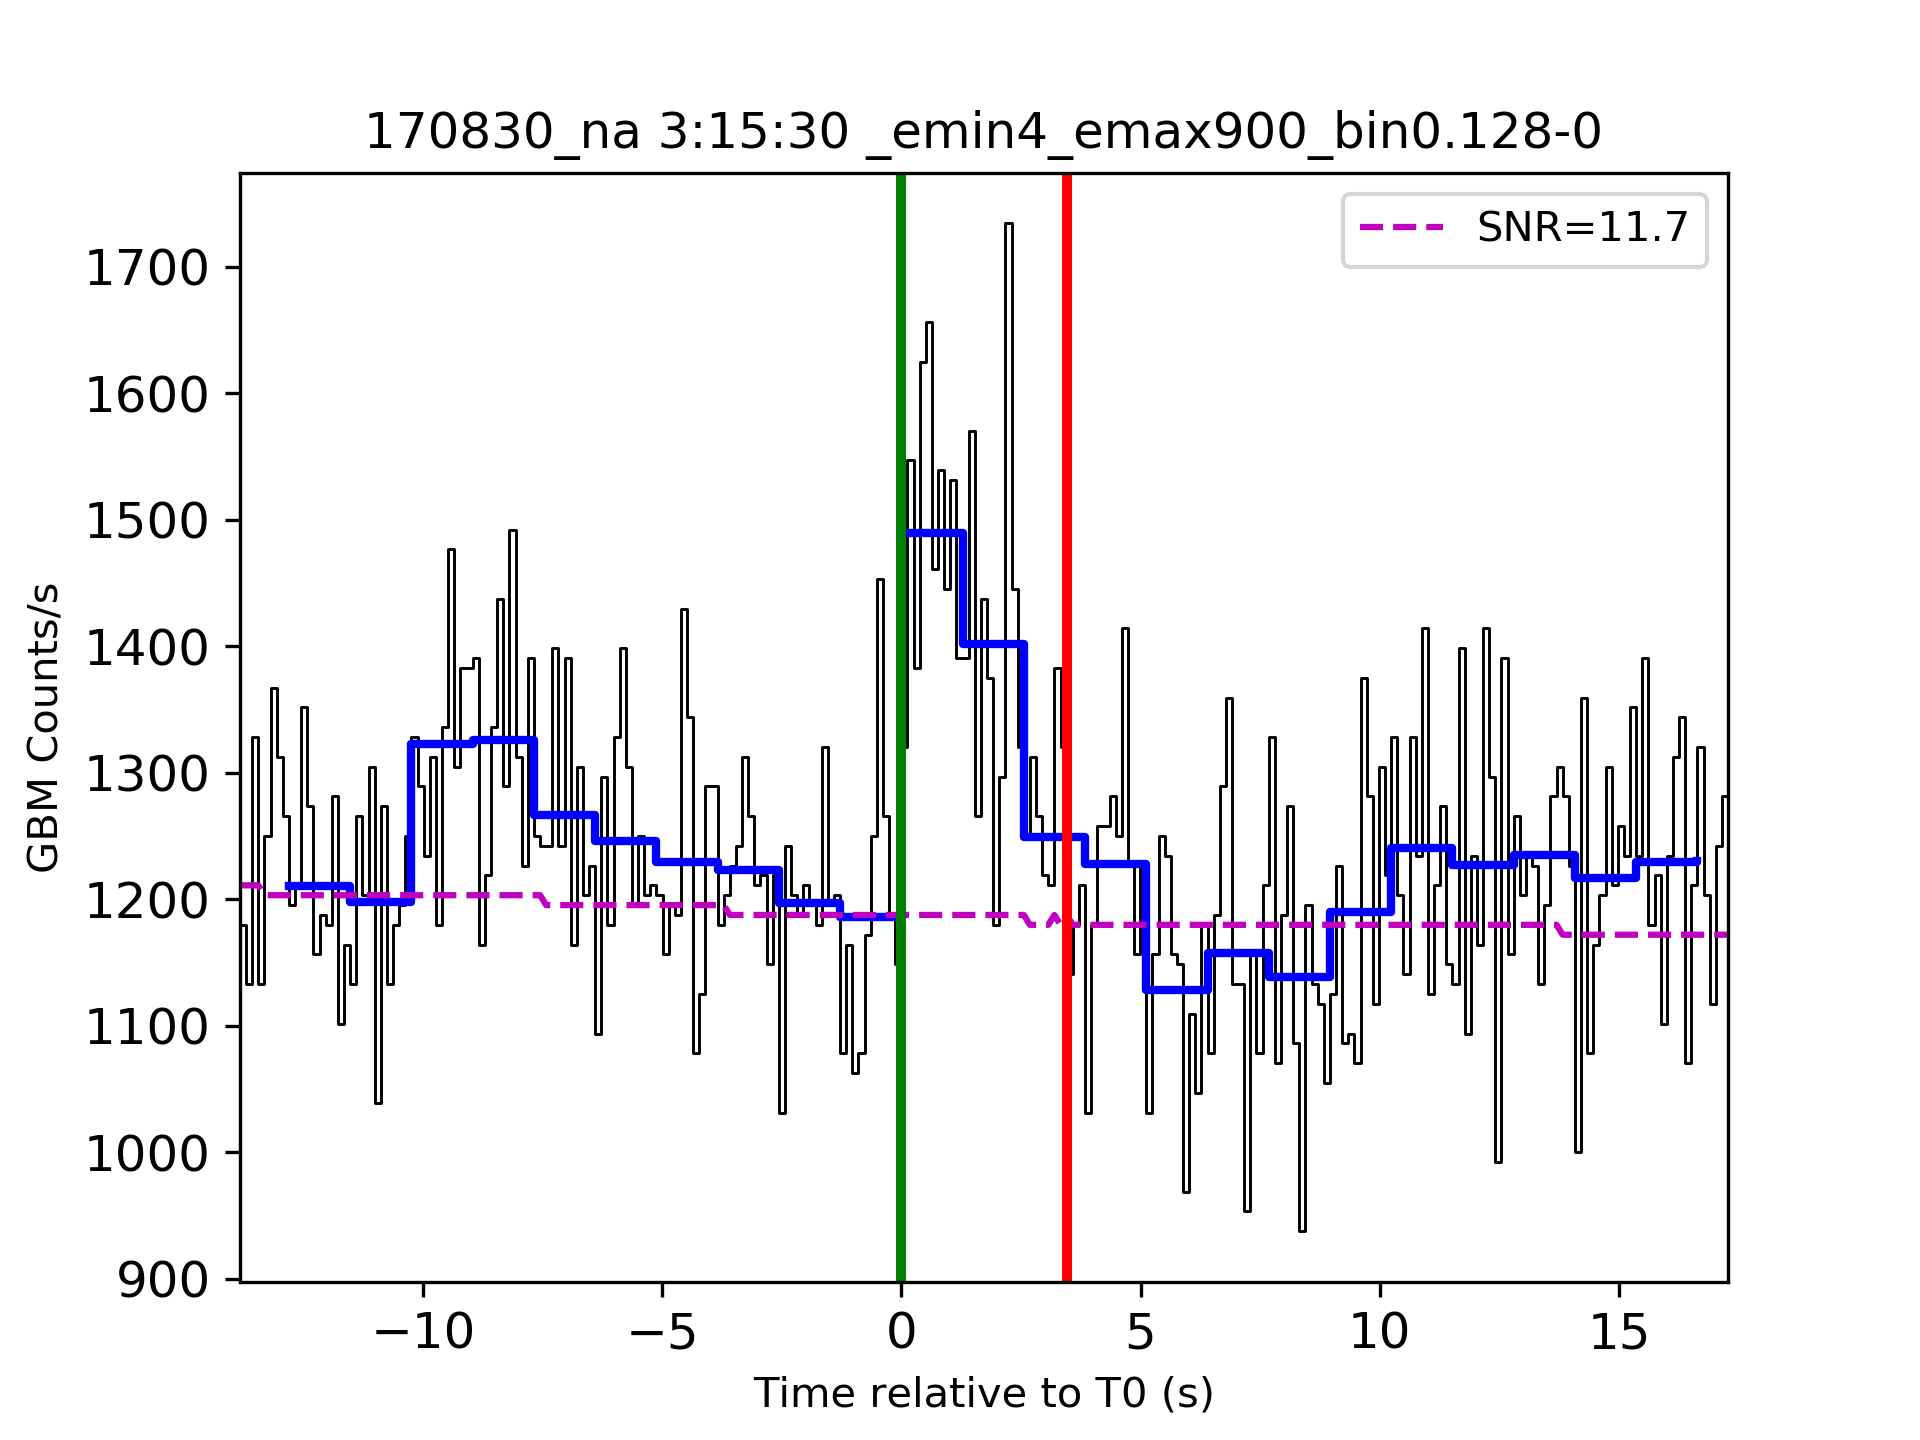 170830_na 3:15:30 _emin4_emax900_bin0.128-0
SNR=11.7
GBM Counts/s
1700
1600
1500
1400
1300
1200
1100
1000
900
−10 −5 0 5 10 15
Time relative to T0 (s)